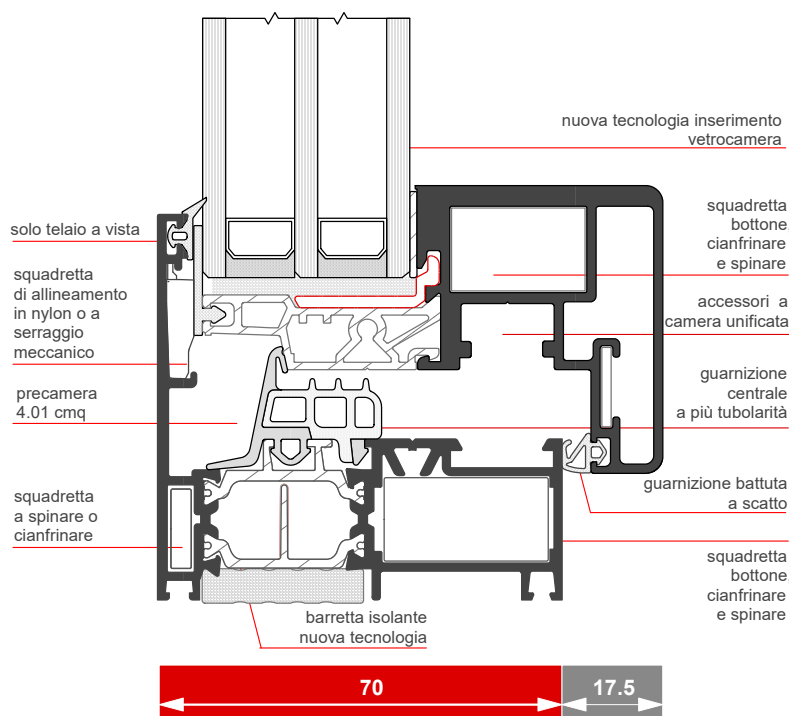 nuova tecnologia inserimento
vetrocamera
solo telaio a vista
squadretta
di allineamento
in nylon o a
serraggio
meccanico
precamera
4.01 cmq
squadretta
a spinare o
cianfrinare
squadretta
bottone
cianfrinare
e spinare
accessori a
camera unificata
guarnizione
centrale
a più tubolarità
guarnizione battuta
a scatto
squadretta
bottone
cianfrinare
e spinare
barretta isolante
nuova tecnologia
70
17.5